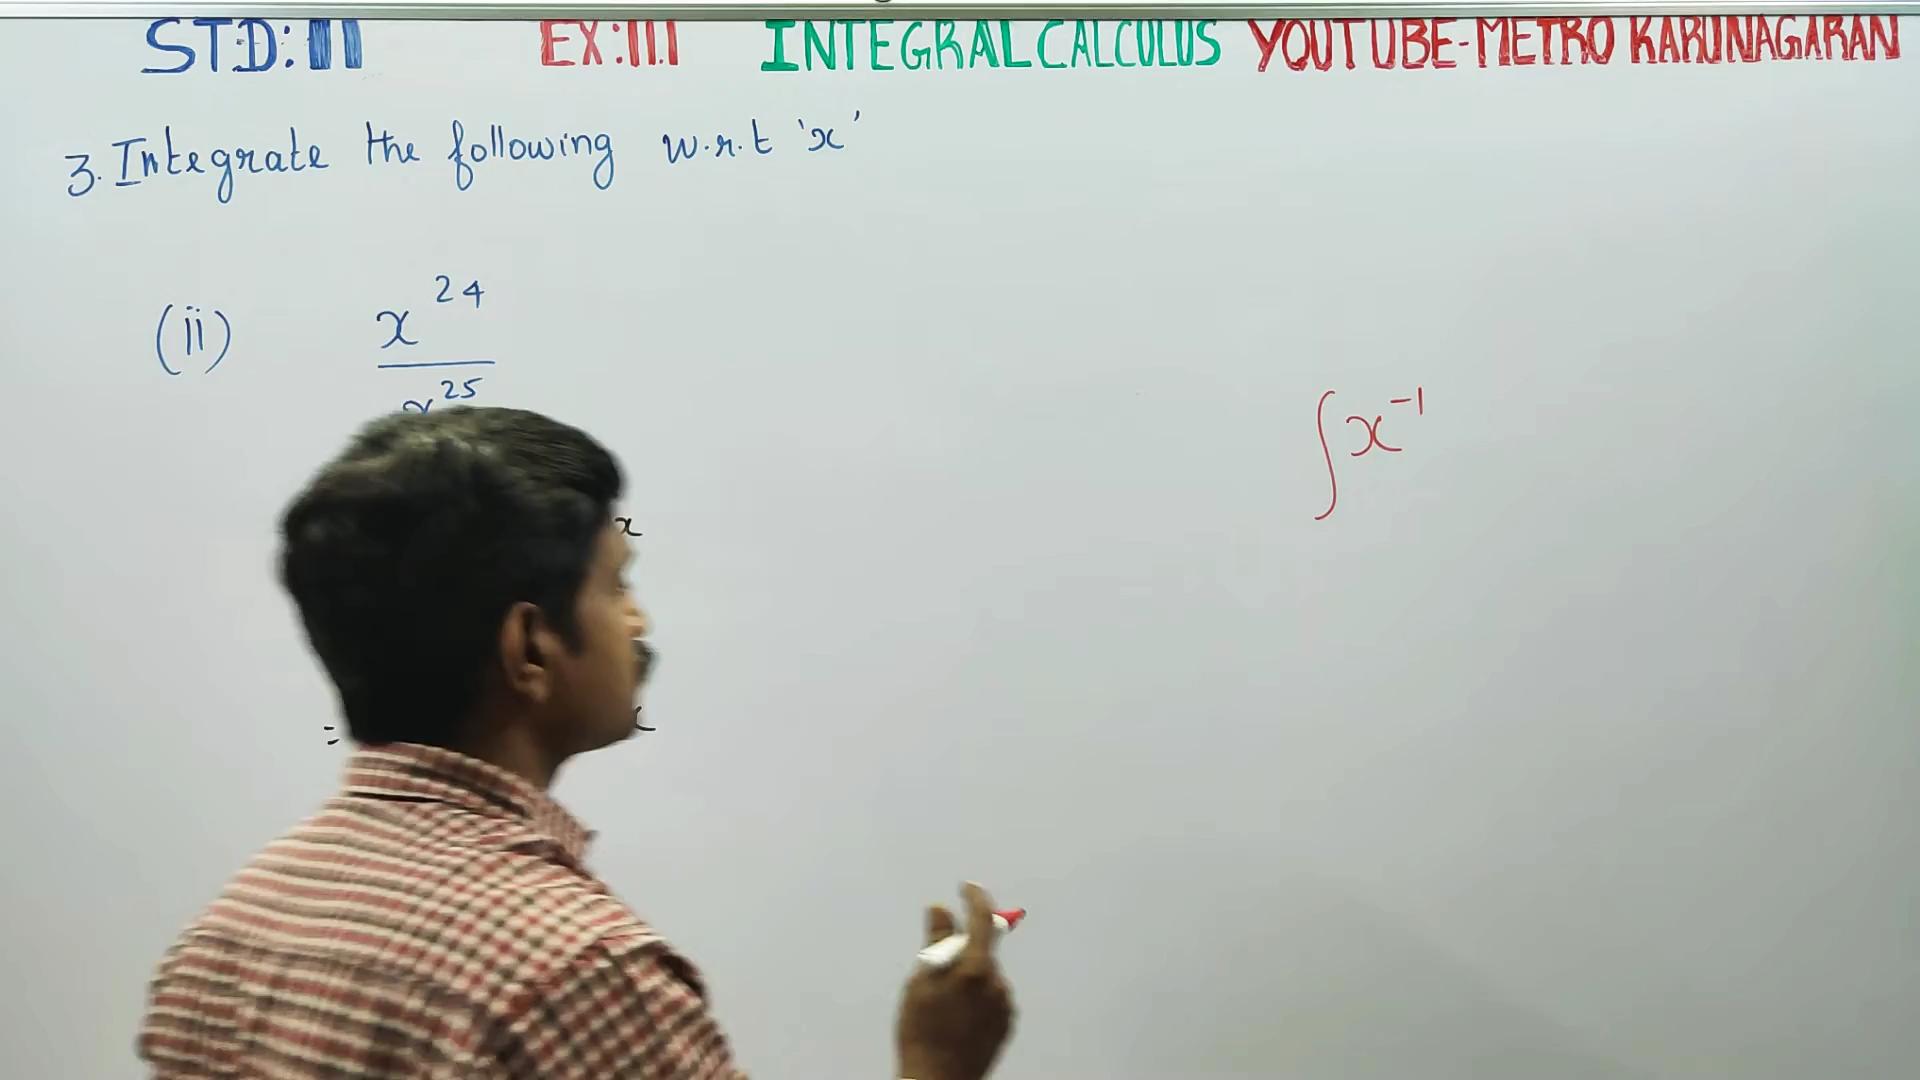 STD: 11 EX: 11.1 INTEGRAL CALCULUS YOUTUBE-METRO KARUNAGARAN
3. Integrate the following w.r.t 'x'
(ii) x^24
x^25
∫x^-1
x
=
x